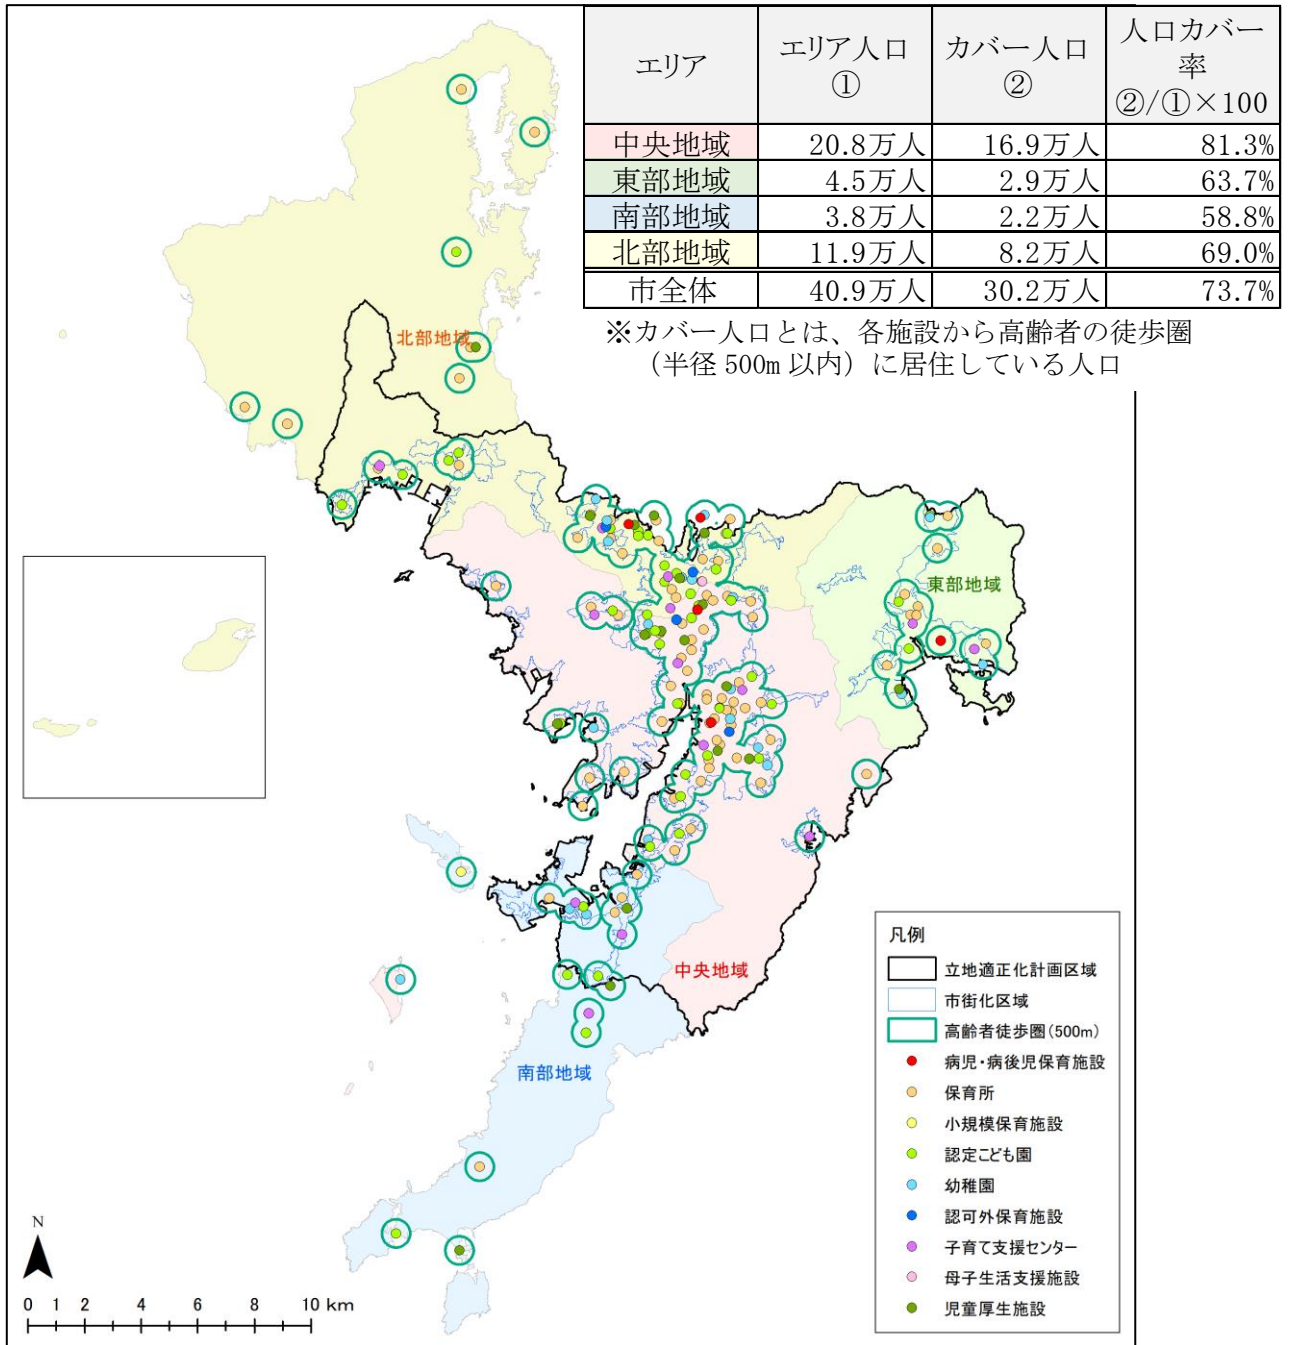 エリア エリア人口 ① カバー人口 ② 人口カバー率 ②/①×100
中央地域 20.8万人 16.9万人 81.3%
東部地域 4.5万人 2.9万人 63.7%
南部地域 3.8万人 2.2万人 58.8%
北部地域 11.9万人 8.2万人 69.0%
市全体 40.9万人 30.2万人 73.7%
※カバー人口とは、各施設から高齢者の徒歩圏
（半径 500m 以内）に居住している人口
北部地域
東部地域
中央地域
南部地域
凡例
立地適正化計画区域
市街化区域
高齢者徒歩圏(500m)
病児・病後児保育施設
保育所
小規模保育施設
認定こども園
幼稚園
認可外保育施設
子育て支援センター
母子生活支援施設
児童厚生施設
N
0 1 2 4 6 8 10 km